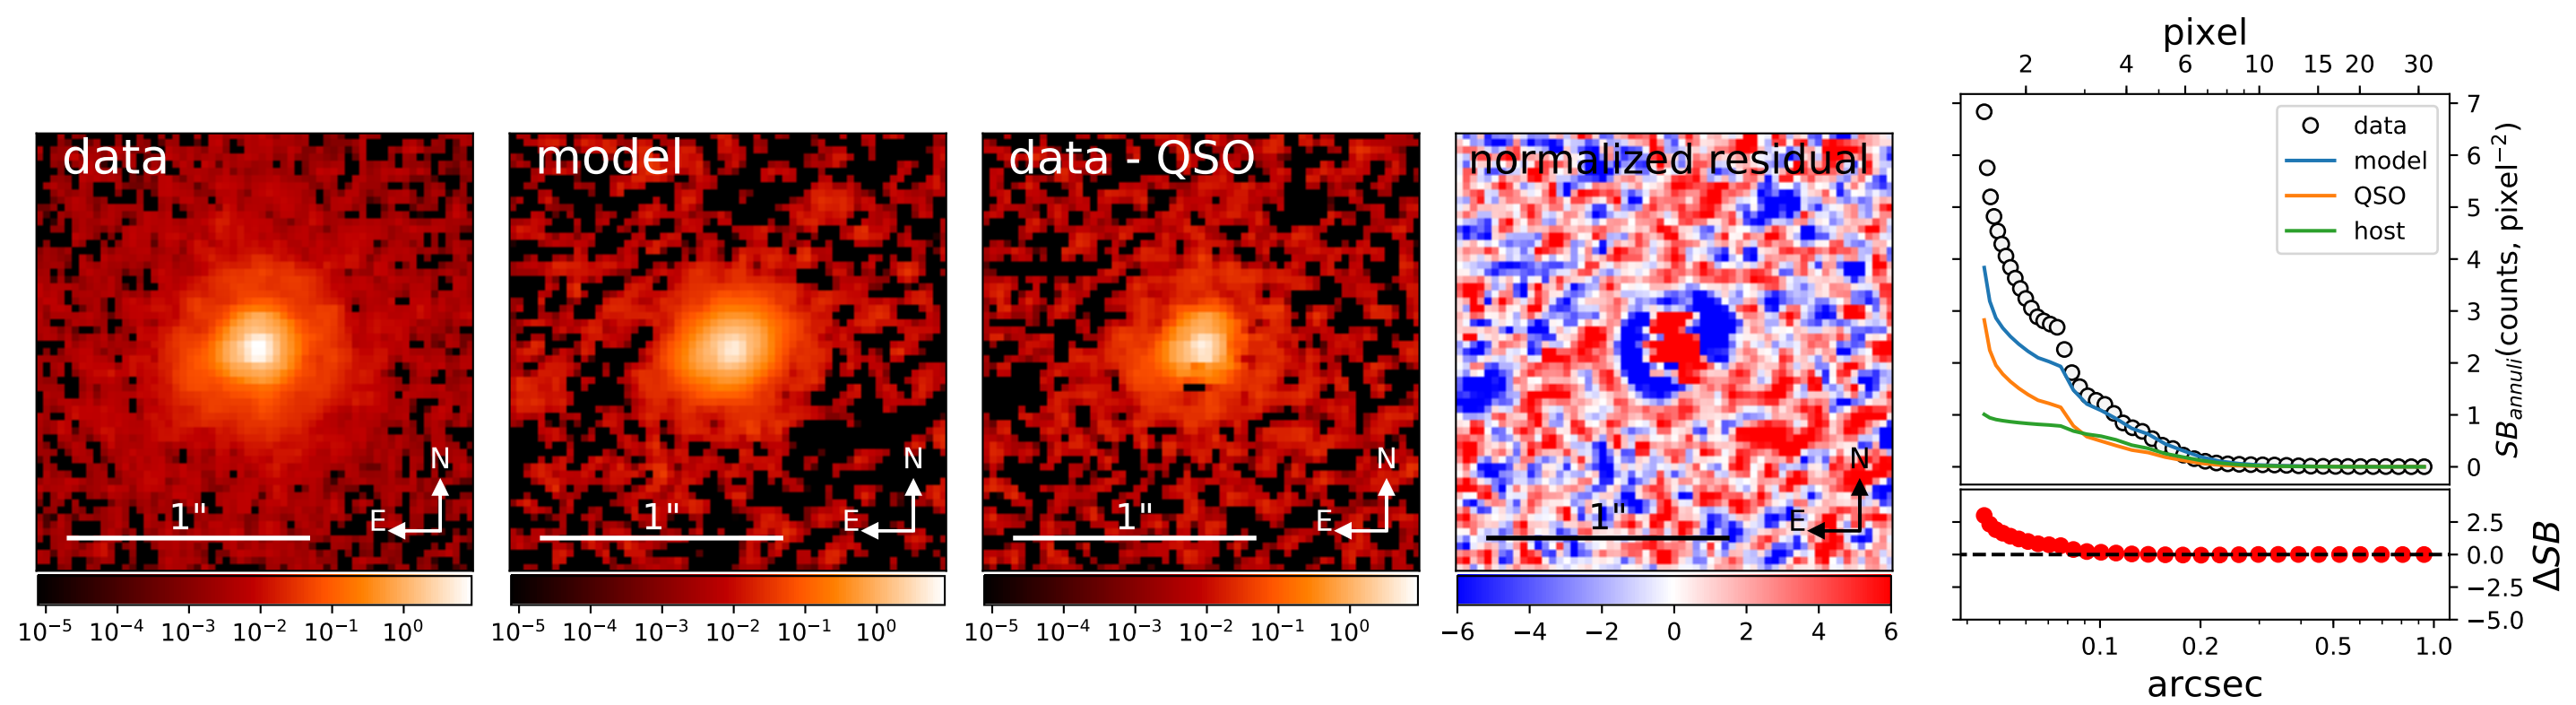 data
N
E
1"
10⁻⁵ 10⁻⁴ 10⁻³ 10⁻² 10⁻¹ 10⁰
model
N
E
1"
10⁻⁵ 10⁻⁴ 10⁻³ 10⁻² 10⁻¹ 10⁰
data - QSO
N
E
1"
10⁻⁵ 10⁻⁴ 10⁻³ 10⁻² 10⁻¹ 10⁰
normalized residual
N
E
1"
−6 −4 −2 0 2 4 6
pixel
2 4 6 10 15 20 30
data
model
QSO
host
7
6
5
4
3
2
1
0
SB_annuli(counts, pixel⁻²)
2.5
0.0
−2.5
−5.0
ΔSB
0.1 0.2 0.5 1.0
arcsec